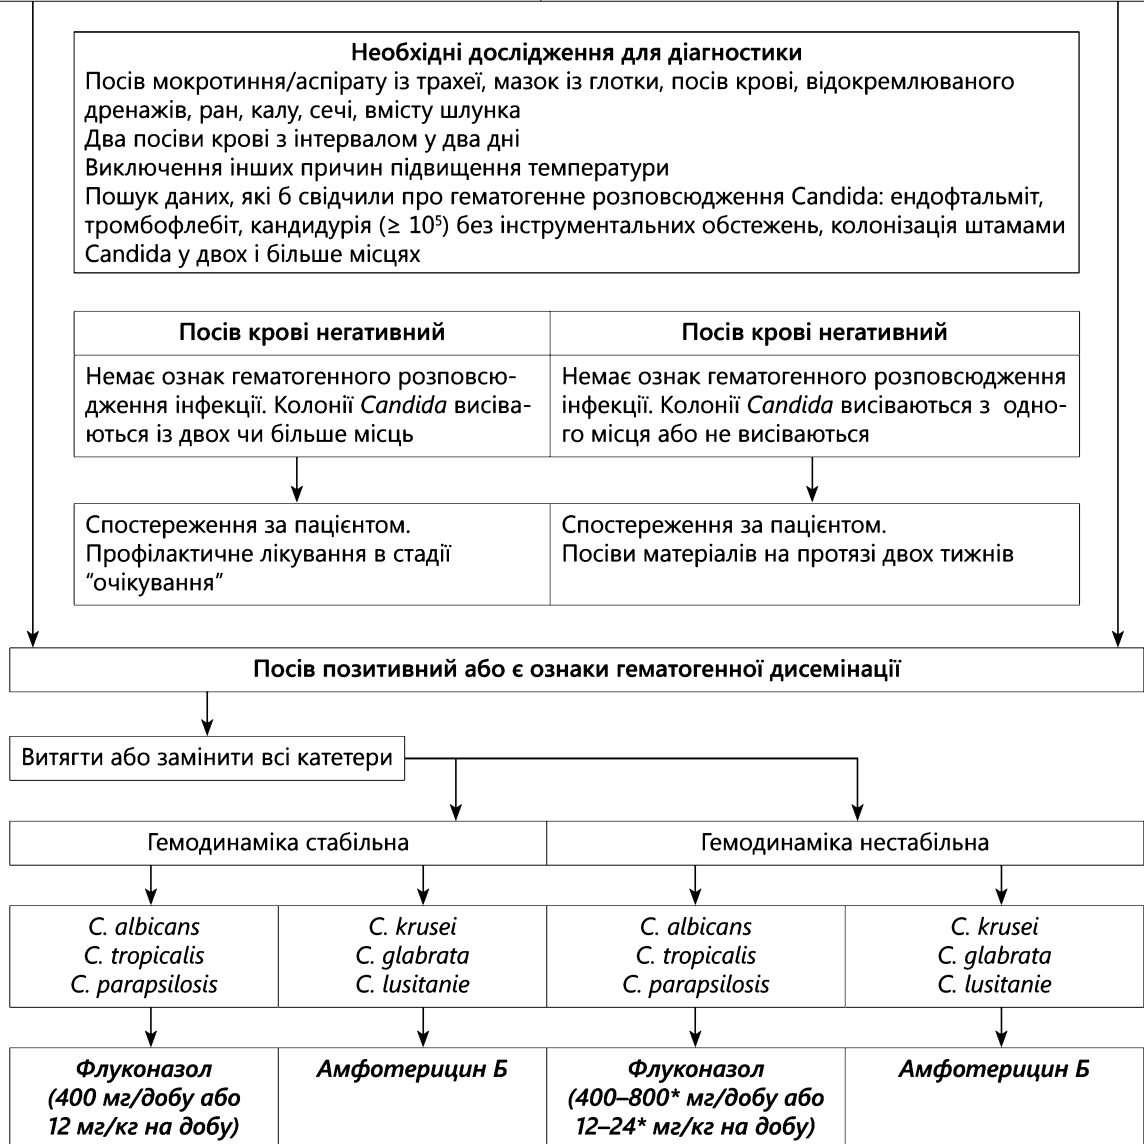 Необхідні дослідження для діагностики
Посів мокротиння/аспірату із трахеї, мазок із глотки, посів крові, відокремлюваного
дренажів, ран, калу, сечі, вмісту шлунка
Два посіви крові з інтервалом у два дні
Виключення інших причин підвищення температури
Пошук даних, які б свідчили про гематогенне розповсюдження Candida: ендофтальміт,
тромбофлебіт, кандидурія (≥ 10⁵) без інструментальних обстежень, колонізація штамами
Candida у двох і більше місцях
Посів крові негативний
Немає ознак гематогенного розповсю-
дження інфекції. Колонії Candida висіва-
ються із двох чи більше місць
Посів крові негативний
Немає ознак гематогенного розповсюдження
інфекції. Колонії Candida висіваються з одно-
го місця або не висіваються
Спостереження за пацієнтом.
Профілактичне лікування в стадії
“очікування”
Спостереження за пацієнтом.
Посіви матеріалів на протязі двох тижнів
Посів позитивний або є ознаки гематогенної дисемінації
Витягти або замінити всі катетери
Гемодинаміка стабільна
Гемодинаміка нестабільна
C. albicans
C. tropicalis
C. parapsilosis
C. krusei
C. glabrata
C. lusitanie
C. albicans
C. tropicalis
C. parapsilosis
C. krusei
C. glabrata
C. lusitanie
Флуконазол
(400 мг/добу або
12 мг/кг на добу)
Амфотерицин Б
Флуконазол
(400–800* мг/добу або
12–24* мг/кг на добу)
Амфотерицин Б